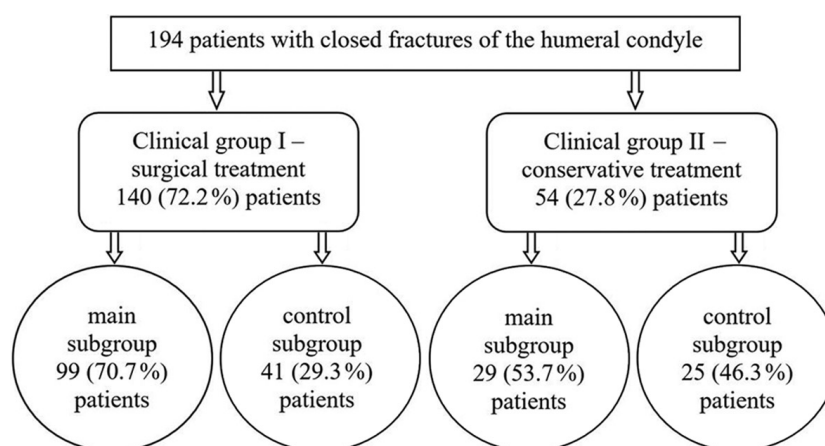 194 patients with closed fractures of the humeral condyle
Clinical group I –
surgical treatment
140 (72.2%) patients
Clinical group II –
conservative treatment
54 (27.8%) patients
main
subgroup
99 (70.7%)
patients
control
subgroup
41 (29.3%)
patients
main
subgroup
29 (53.7%)
patients
control
subgroup
25 (46.3%)
patients